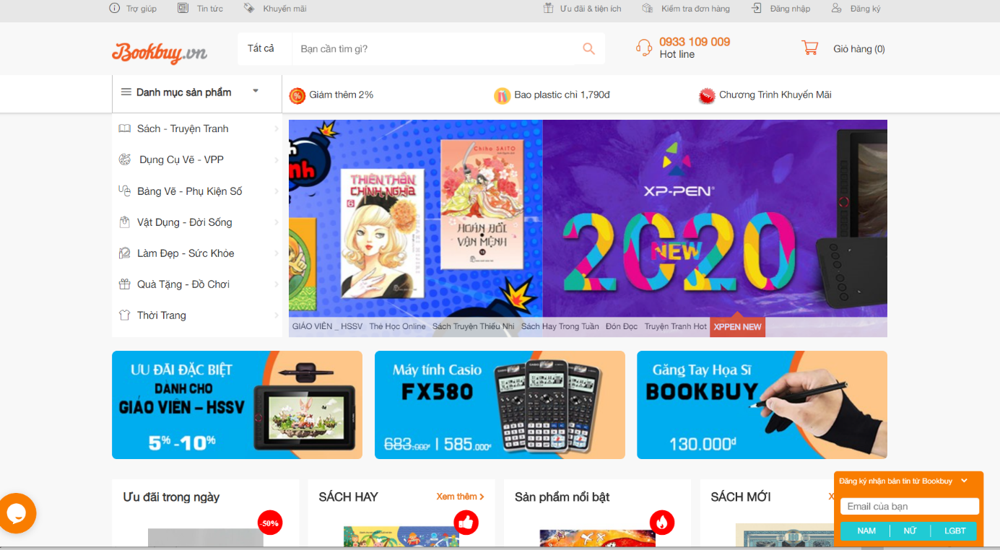 Trợ giúp
Tin tức
Khuyến mãi
Ưu đãi & tiện ích
Kiểm tra đơn hàng
Đăng nhập
Đăng ký
Bookbuy.vn
Tất cả
Bạn cần tìm gì?
0933 109 009
Hot line
Giỏ hàng (0)
Danh mục sản phẩm
Giảm thêm 2%
Bao plastic chỉ 1,790đ
HOT
Chương Trình Khuyến Mãi
Sách - Truyện Tranh
Dụng Cụ Vẽ - VPP
Bảng Vẽ - Phụ Kiện Số
Vật Dụng - Đời Sống
Làm Đẹp - Sức Khỏe
Quà Tặng - Đồ Chơi
Thời Trang
THIÊN THẦN
CHÍNH NGHĨA
6
CHIAKI HIJIRI
Chiho SAITO
HOÁN ĐỔI
VẬN MỆNH
XP-PEN
2020
NEW
GIÁO VIÊN _ HSSV
Thẻ Học Online
Sách Truyện Thiếu Nhi
Sách Hay Trong Tuần
Đón Đọc
Truyện Tranh Hot
XPPEN NEW
ƯU ĐÃI ĐẶC BIỆT
DÀNH CHO
GIÁO VIÊN – HSSV
5% -10%
Máy tính Casio
FX580
683.000đ | 585.000đ
Găng Tay Họa Sĩ
BOOKBUY
130.000đ
Ưu đãi trong ngày
-50%
SÁCH HAY
Xem thêm
Sản phẩm nổi bật
SÁCH MỚI
X
Đăng ký nhận bản tin từ Bookbuy
Email của bạn
NAM
NỮ
LGBT